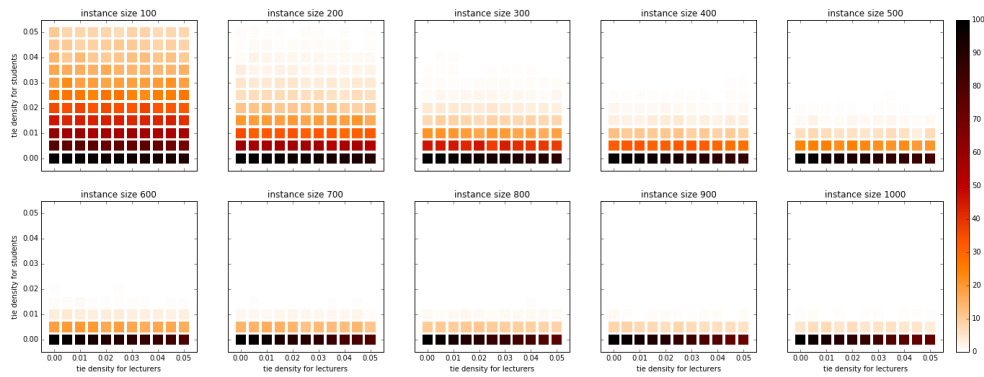 instance size 100
instance size 200
instance size 300
instance size 400
instance size 500
tie density for students
0.05
0.04
0.03
0.02
0.01
0.00
100
90
80
70
60
50
40
30
20
10
0
instance size 600
instance size 700
instance size 800
instance size 900
instance size 1000
tie density for students
0.05
0.04
0.03
0.02
0.01
0.00
0.00 0.01 0.02 0.03 0.04 0.05
0.00 0.01 0.02 0.03 0.04 0.05
0.00 0.01 0.02 0.03 0.04 0.05
0.00 0.01 0.02 0.03 0.04 0.05
0.00 0.01 0.02 0.03 0.04 0.05
tie density for lecturers
tie density for lecturers
tie density for lecturers
tie density for lecturers
tie density for lecturers